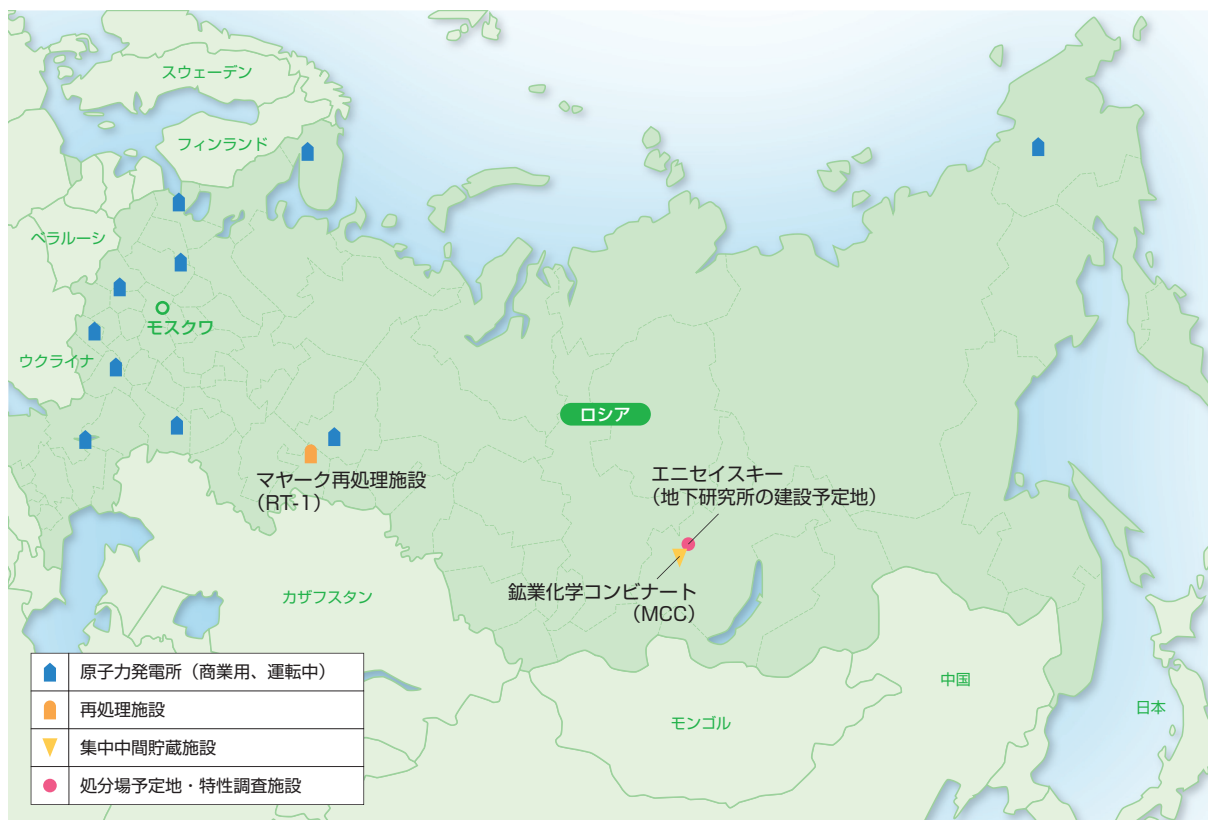 スウェーデン
フィンランド
ベラルーシ
モスクワ
ウクライナ
ロシア
マヤーク再処理施設
(RT-1)
エニセイスキー
(地下研究所の建設予定地)
鉱業化学コンビナート
(MCC)
カザフスタン
中国
日本
モンゴル
原子力発電所(商業用、運転中)
再処理施設
集中中間貯蔵施設
処分場予定地・特性調査施設